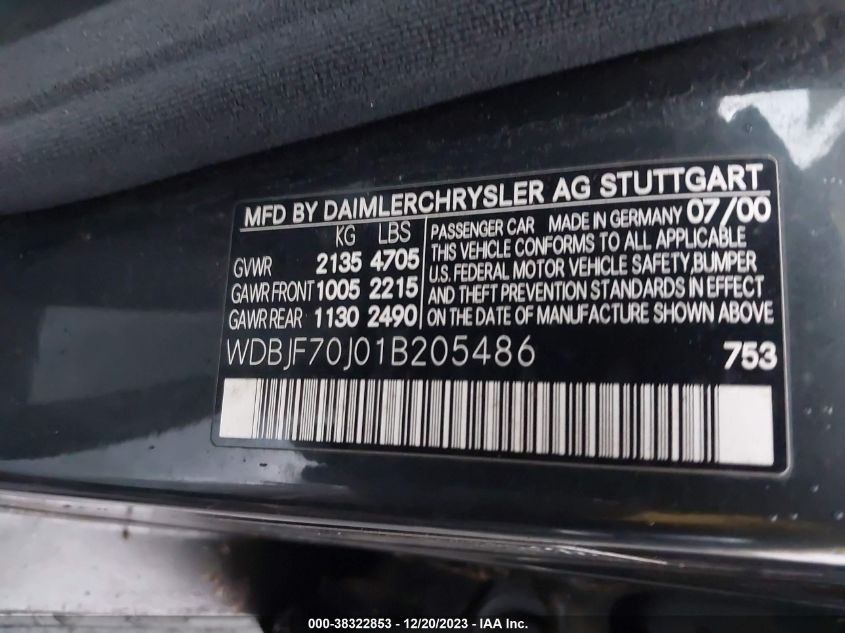 MFD BY DAIMLERCHRYSLER AG STUTTGART
KG LBS
GVWR 2135 4705
GAWR FRONT 1005 2215
GAWR REAR 1130 2490
PASSENGER CAR MADE IN GERMANY 07/00
THIS VEHICLE CONFORMS TO ALL APPLICABLE
U.S. FEDERAL MOTOR VEHICLE SAFETY, BUMPER
AND THEFT PREVENTION STANDARDS IN EFFECT
ON THE DATE OF MANUFACTURE SHOWN ABOVE
WDBJF70J01B205486 753
000-38322853 - 12/20/2023 - IAA Inc.